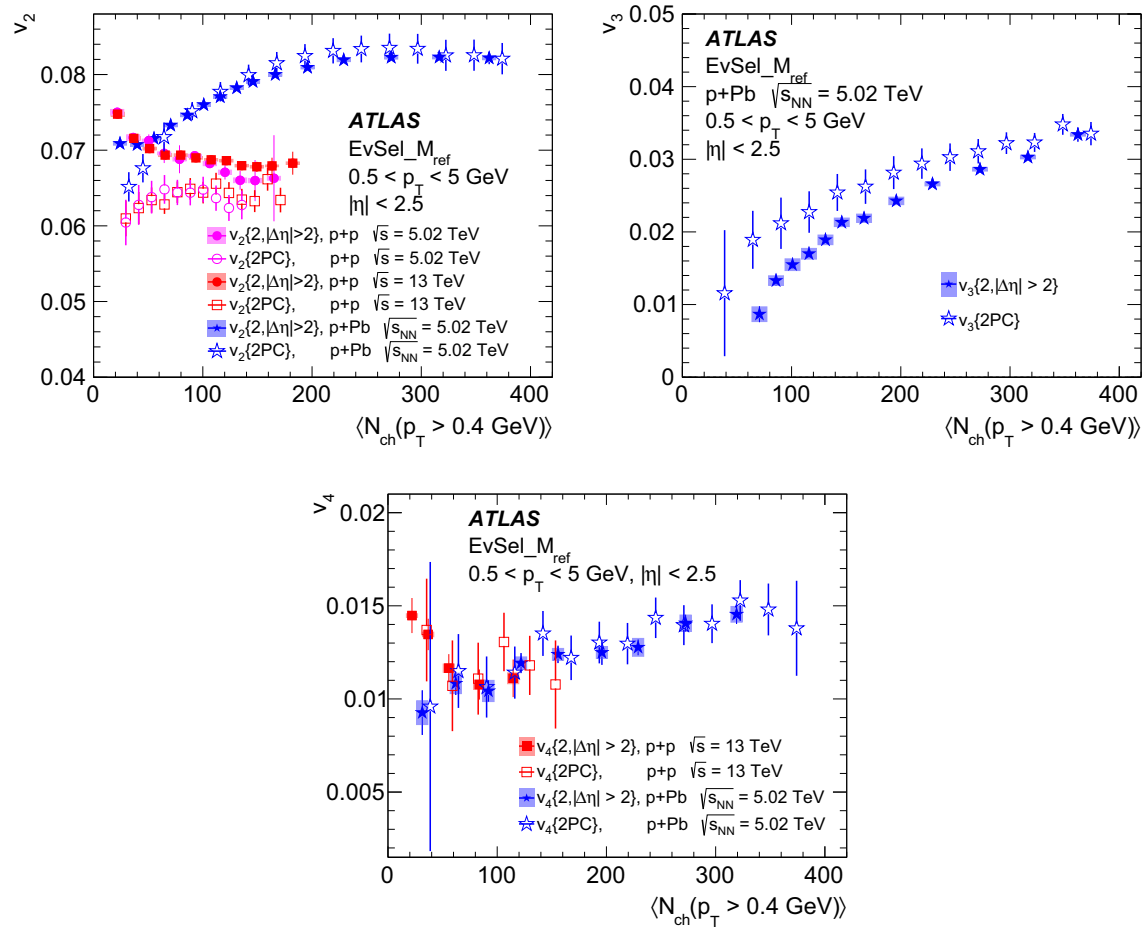 v2
0.08
0.07
0.06
0.05
0.04
ATLAS
EvSel_Mref
0.5 < pT < 5 GeV
|η| < 2.5
v2{2,|Δη|>2}, p+p √s = 5.02 TeV
v2{2PC}, p+p √s = 5.02 TeV
v2{2,|Δη|>2}, p+p √s = 13 TeV
v2{2PC}, p+p √s = 13 TeV
v2{2,|Δη|>2}, p+Pb √sNN = 5.02 TeV
v2{2PC}, p+Pb √sNN = 5.02 TeV
0 100 200 300 400
⟨Nch(pT > 0.4 GeV)⟩
v3
0.05
0.04
0.03
0.02
0.01
0
ATLAS
EvSel_Mref
p+Pb √sNN = 5.02 TeV
0.5 < pT < 5 GeV
|η| < 2.5
v3{2,|Δη| > 2}
v3{2PC}
0 100 200 300 400
⟨Nch(pT > 0.4 GeV)⟩
v4
0.02
0.015
0.01
0.005
ATLAS
EvSel_Mref
0.5 < pT < 5 GeV, |η| < 2.5
v4{2,|Δη| > 2}, p+p √s = 13 TeV
v4{2PC}, p+p √s = 13 TeV
v4{2,|Δη| > 2}, p+Pb √sNN = 5.02 TeV
v4{2PC}, p+Pb √sNN = 5.02 TeV
0 100 200 300 400
⟨Nch(pT > 0.4 GeV)⟩